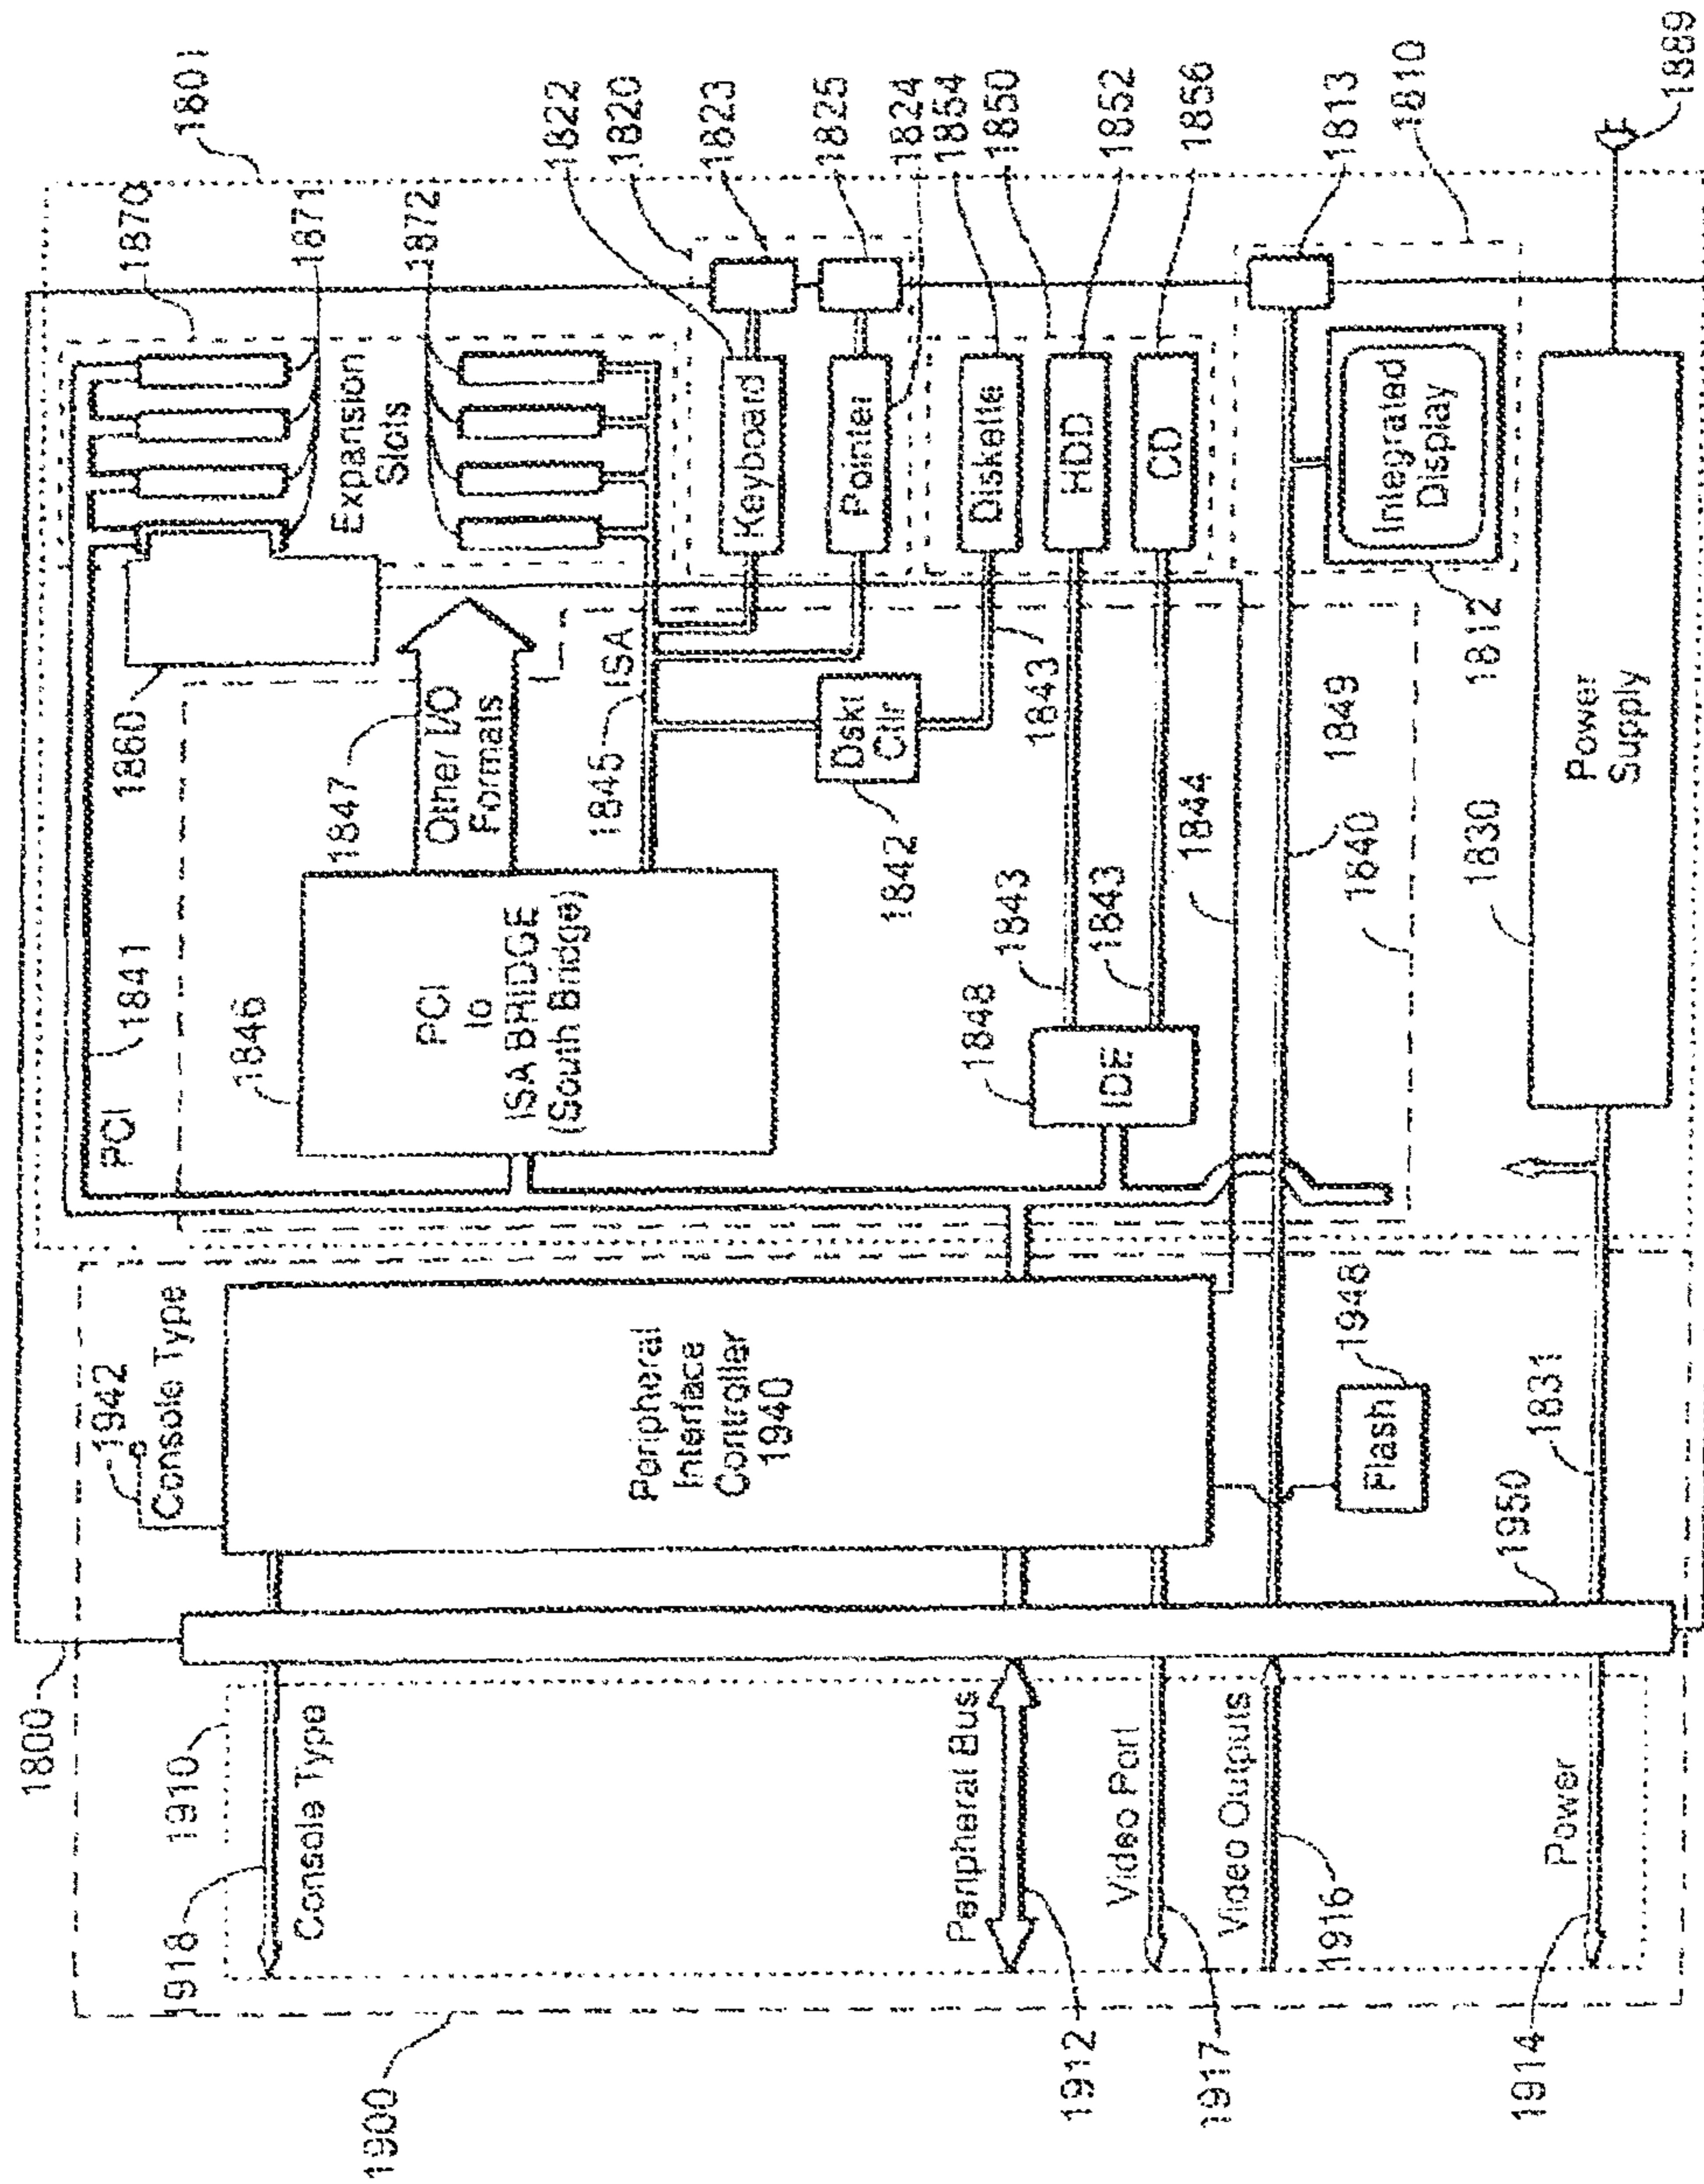 1800
1900
1910
1918
Console Type
Peripheral Bus
1912
Video Port
1917
Video Outputs
1916
Power
1914
1942
Console Type
Peripheral
Interface
Controller
1940
1948
Flash
1950
1831
PCI
1841
1846
PCI
to
ISA BRIDGE
(South Bridge)
1847
Other I/O
Formats
1845
ISA
1842
Dskt
Ctlr
1848
IDE
1843
1843
1843
1844
1849
1840
1830
Power
Supply
1860
1870
1871
Expansion
Slots
1872
Keyboard
Pointer
Diskette
HDD
CD
Integrated
Display
1812
1801
1822
1820
1823
1825
1824
1854
1850
1852
1856
1813
1810
1889